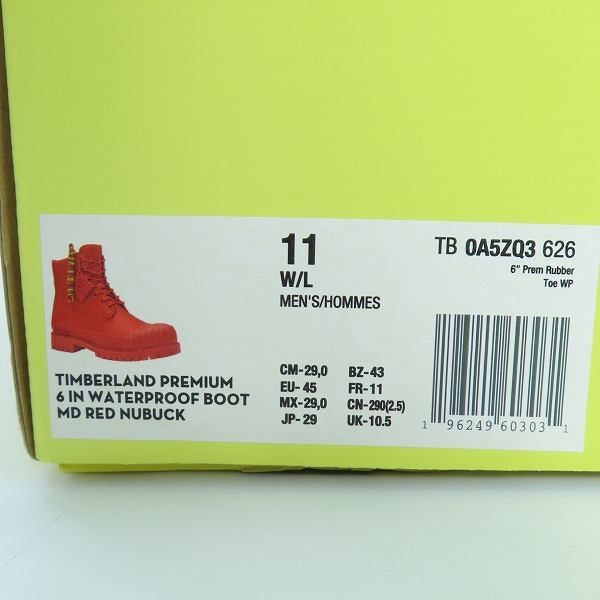 11
W/L
MEN'S/HOMMES
TB 0A5ZQ3 626
6" Prem Rubber
Toe WP
TIMBERLAND PREMIUM
6 IN WATERPROOF BOOT
MD RED NUBUCK
CM-29,0 BZ-43
EU-45 FR-11
MX-29,0 CN-290(2.5)
JP-29 UK-10.5
1 96249 60303 1